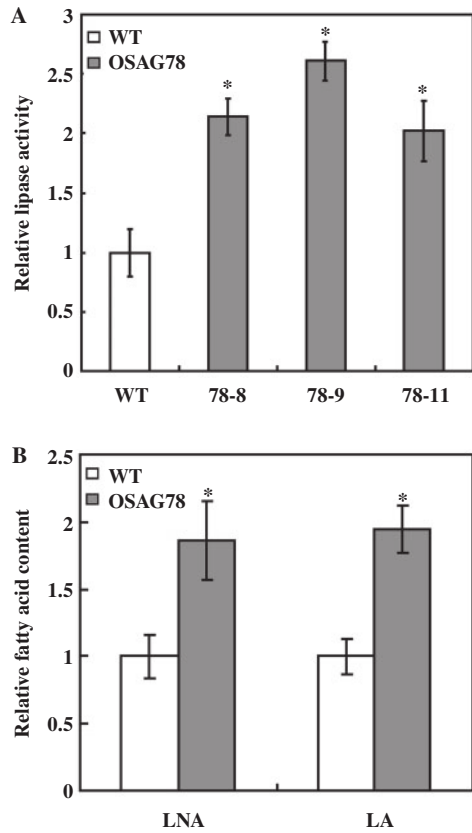 A
WT
OSAG78
Relative lipase activity
3
2.5
2
1.5
1
0.5
0
*
*
*
WT 78-8 78-9 78-11
B
WT
OSAG78
Relative fatty acid content
2.5
2
1.5
1
0.5
0
*
*
LNA LA